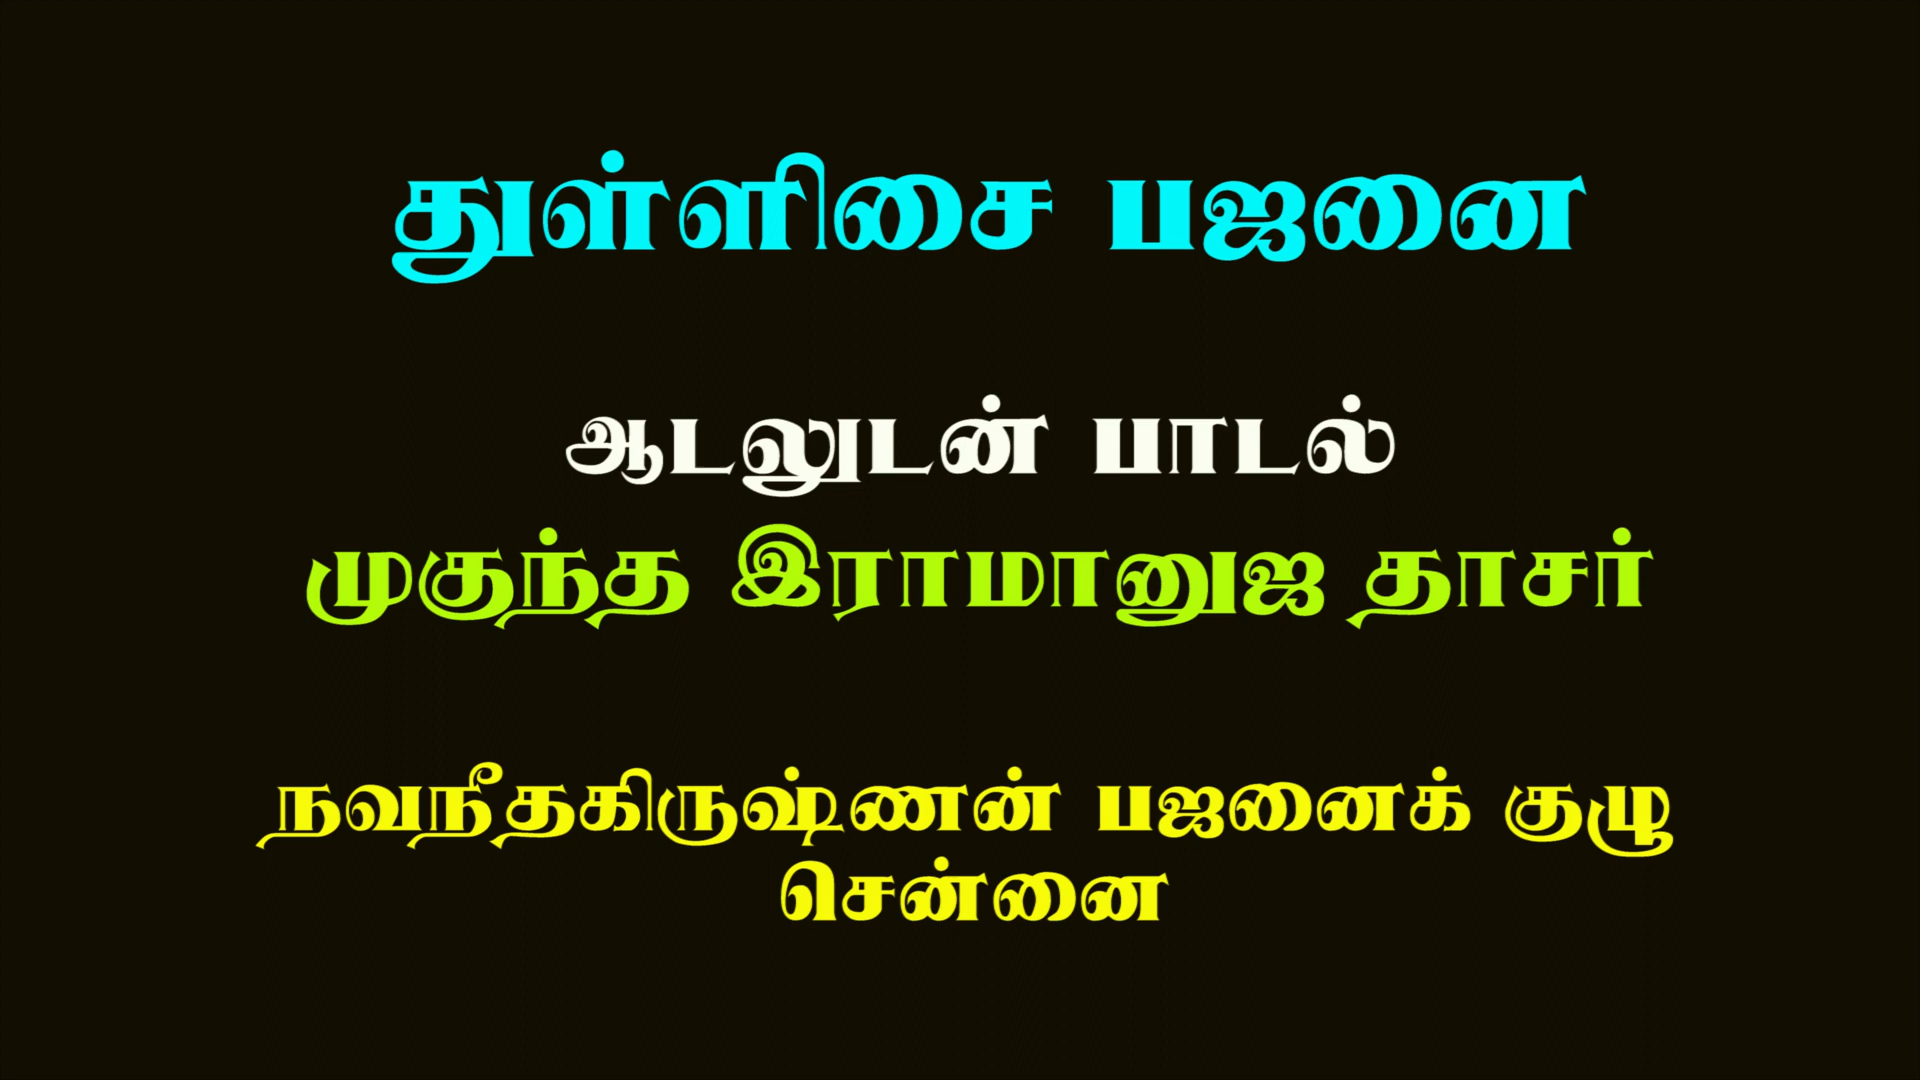 துள்ளிசை பஜனை
ஆடலுடன் பாடல்
முகுந்த இராமானுஜ தாசர்
நவநீதகிருஷ்ணன் பஜனைக் குழு
சென்னை